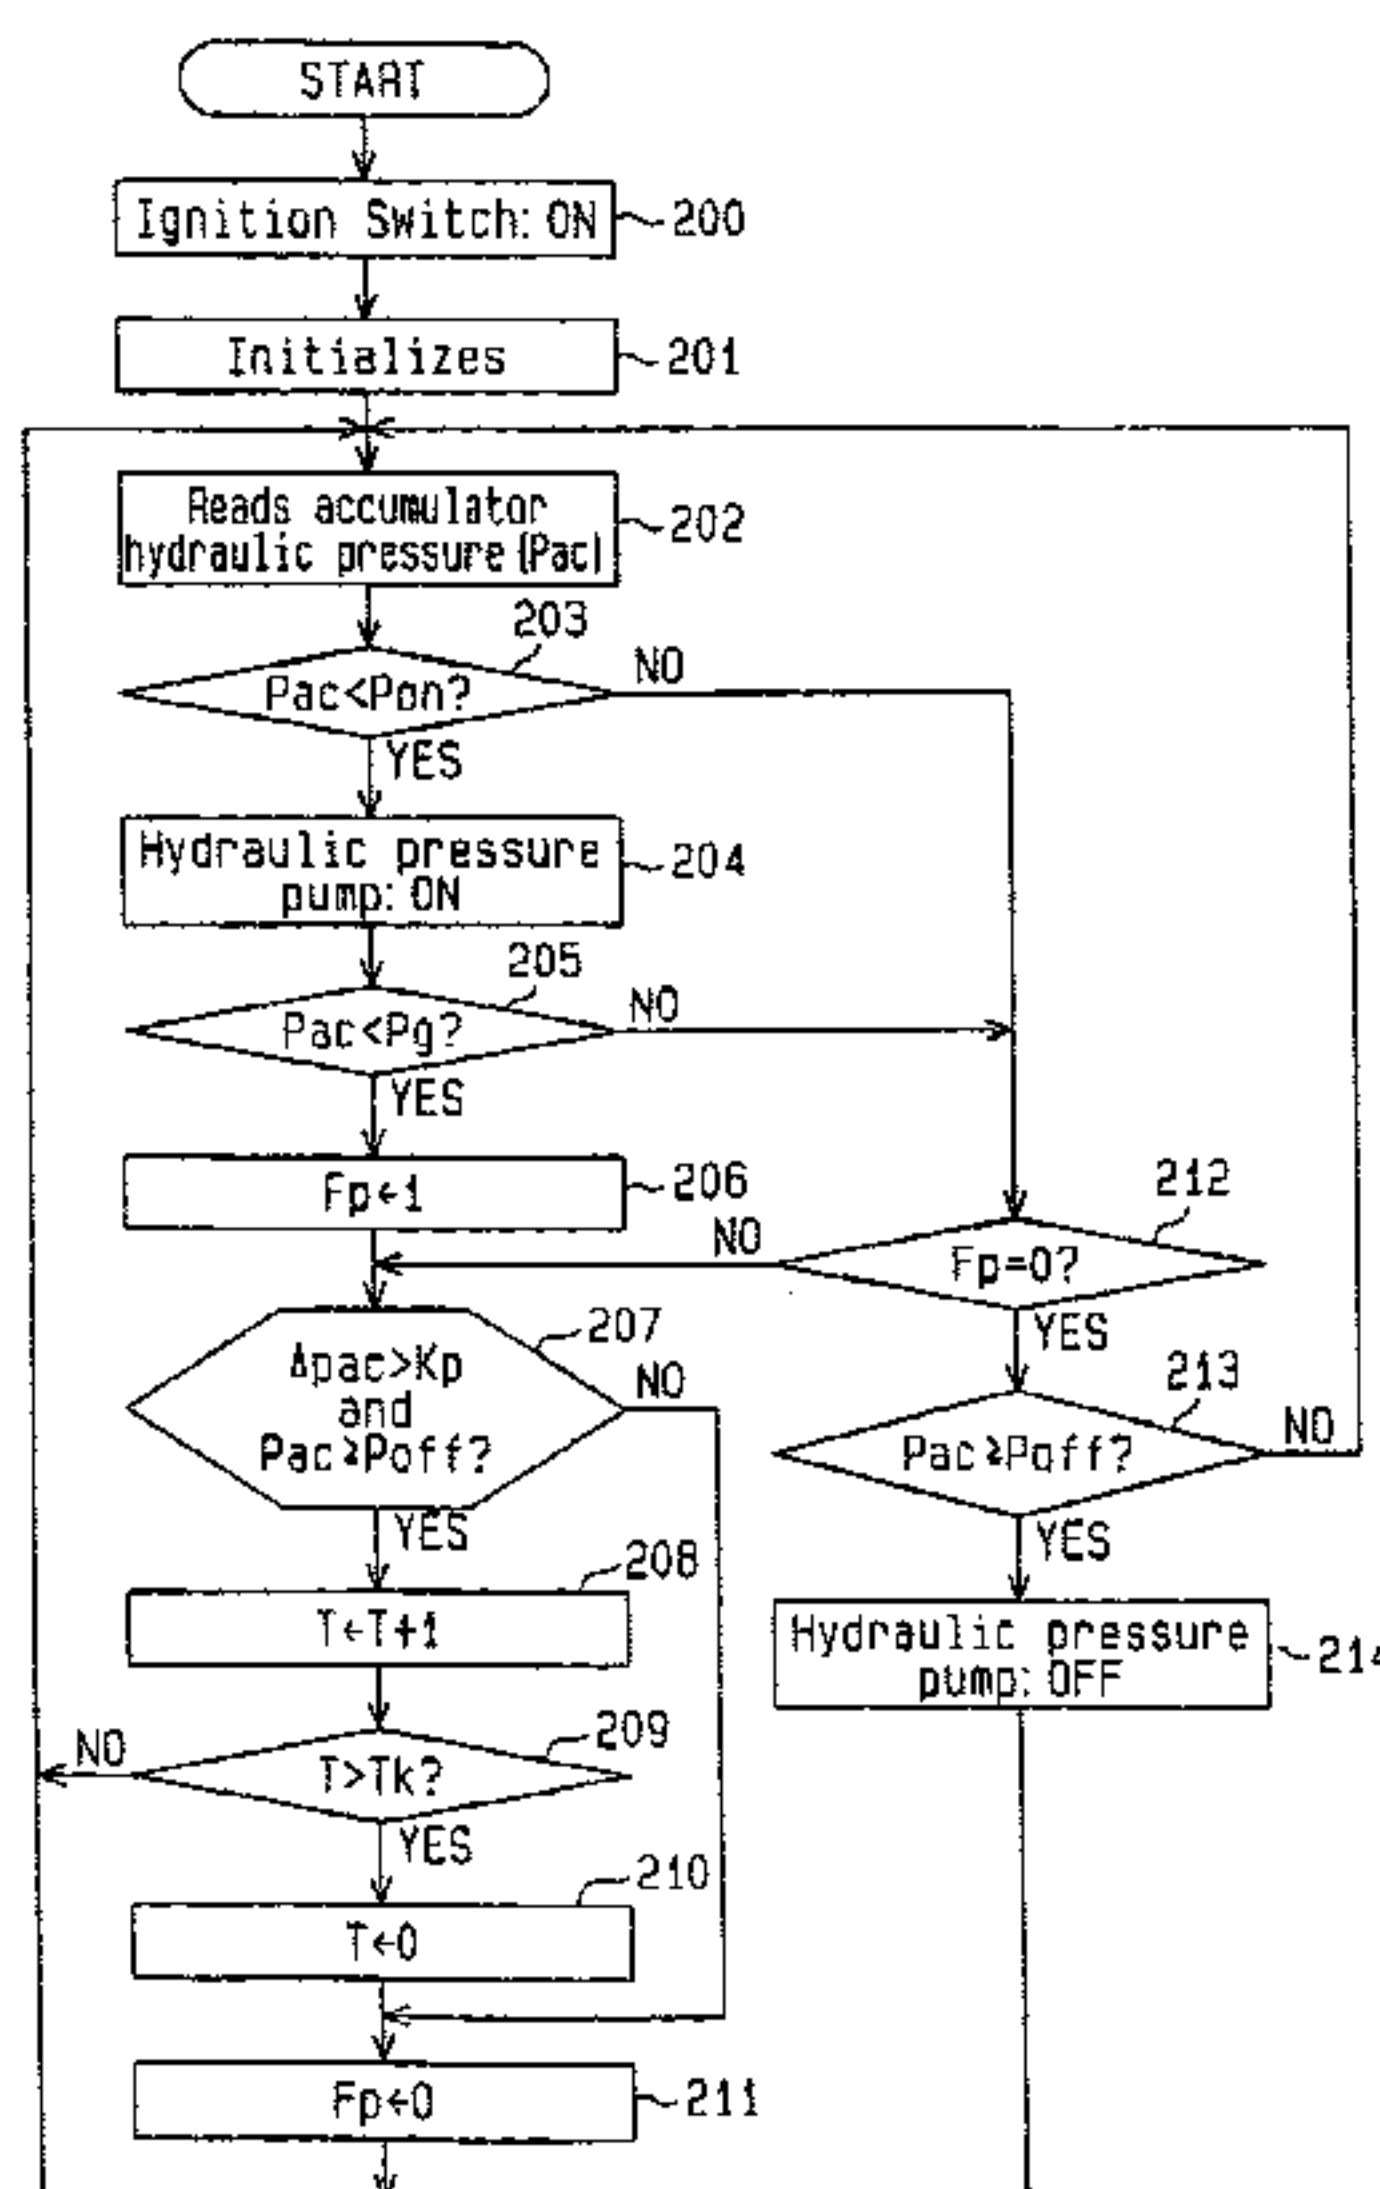 START
Ignition Switch: ON
200
Initializes
201
Reads accumulator
hydraulic pressure (Pac)
202
203
Pac<Pon?
NO
YES
Hydraulic pressure
pump: ON
204
205
Pac<Pg?
NO
YES
Fp←1
206
212
NO
Fp=0?
YES
207
Δpac>Kp
and
Pac≧Poff?
NO
YES
213
Pac≧Poff?
NO
YES
208
T←T+1
Hydraulic pressure
pump: OFF
209
NO
T>Tk?
YES
210
T←0
Fp←0
211